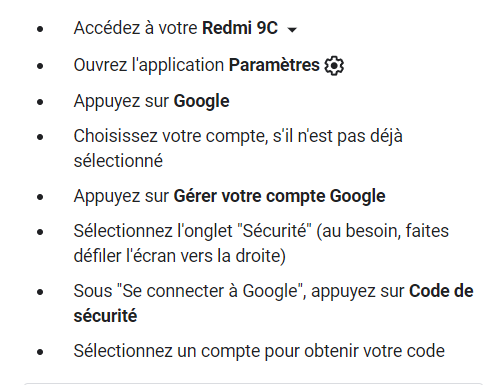 Accédez à votre Redmi 9C
Ouvrez l'application Paramètres
Appuyez sur Google
Choisissez votre compte, s'il n'est pas déjà
sélectionné
Appuyez sur Gérer votre compte Google
Sélectionnez l'onglet "Sécurité" (au besoin, faites
défiler l'écran vers la droite)
Sous "Se connecter à Google", appuyez sur Code de
sécurité
Sélectionnez un compte pour obtenir votre code